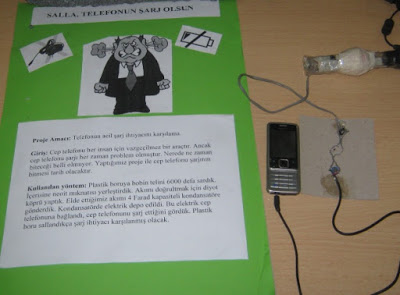 SALLA, TELEFONUN ŞARJ OLSUN
Proje Amacı: Telefonun acil şarj ihtiyacını karşılama.
Giriş: Cep telefonu her insan için vazgeçilmez bir araçtır. Ancak
cep telefonu şarjı her zaman problem olmuştur. Nerede ne zaman
biteceği belli olmuyor. Yaptığımız proje ile cep telefonu şarjının
bitmesi tarih olacaktır.
Kullanılan yöntem: Plastik boruya bobin telini 6000 defa sardık.
İçerisine neozi mıknatısı yerleştirdik. Akımı doğrultmak için diyot
köprü yaptık. Elde ettiğimiz akımı 4 Farad kapasiteli kondansatöre
gönderdik. Kondansatörde elektrik depo edildi. Bu elektrik cep
telefonuna bağlandı, cep telefonunu şarj ettiğini gördük. Plastik
boru sallandıkça şarj ihtiyacı karşılanmış olacak.